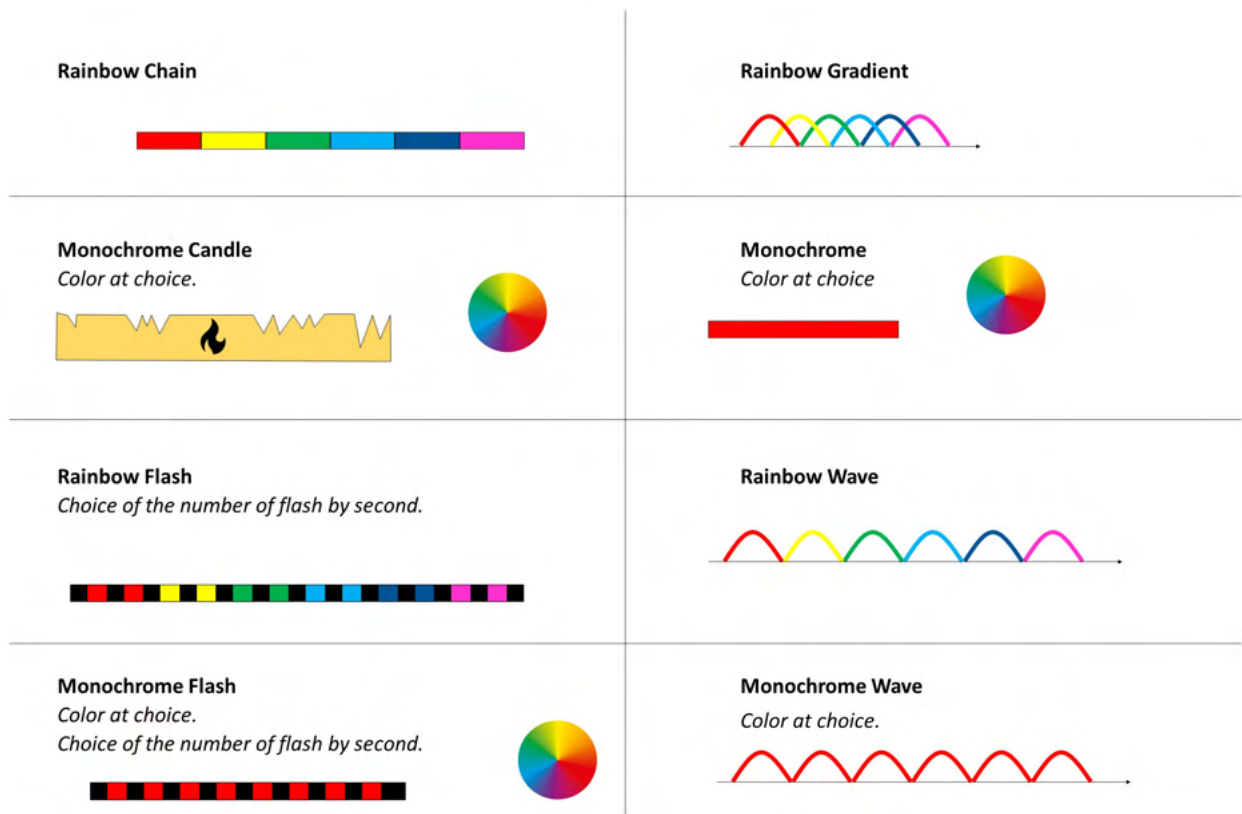 Rainbow Chain
Rainbow Gradient
Monochrome Candle
Color at choice.
Monochrome
Color at choice
Rainbow Flash
Choice of the number of flash by second.
Rainbow Wave
Monochrome Flash
Color at choice.
Choice of the number of flash by second.
Monochrome Wave
Color at choice.